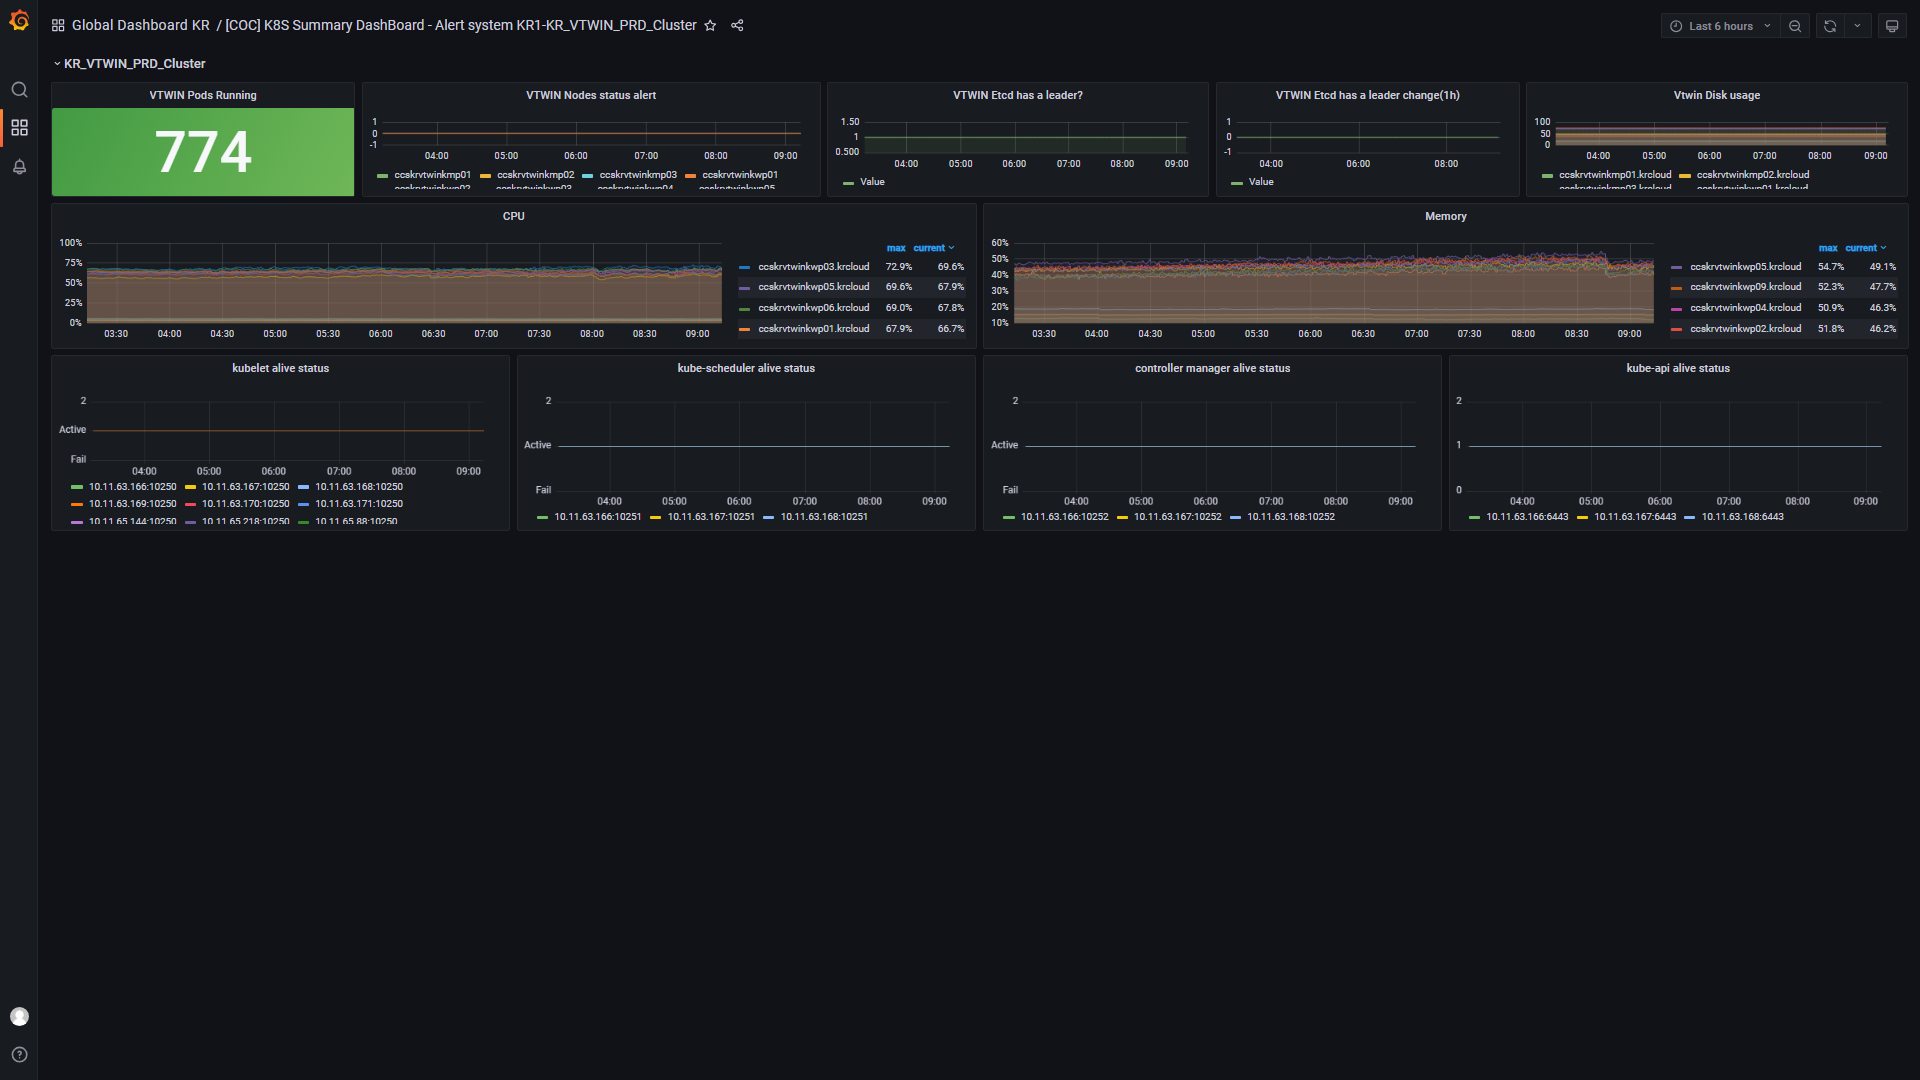 Global Dashboard KR / [COC] K8S Summary DashBoard - Alert system KR1-KR_VTWIN_PRD_Cluster
Last 6 hours
KR_VTWIN_PRD_Cluster
VTWIN Pods Running
774
VTWIN Nodes status alert
1
0
-1
04:00 05:00 06:00 07:00 08:00 09:00
ccskrvtwinkmp01 ccskrvtwinkmp02 ccskrvtwinkmp03 ccskrvtwinkwp01
ccskrvtwinkwp02 ccskrvtwinkwp03 ccskrvtwinkwp04 ccskrvtwinkwp05
VTWIN Etcd has a leader?
1.50
1
0.500
04:00 05:00 06:00 07:00 08:00 09:00
Value
VTWIN Etcd has a leader change(1h)
1
0
-1
04:00 06:00 08:00
Value
Vtwin Disk usage
100
50
0
04:00 05:00 06:00 07:00 08:00 09:00
ccskrvtwinkmp01.krcloud ccskrvtwinkmp02.krcloud
ccskrvtwinkmp03.krcloud ccskrvtwinkwp01.krcloud
CPU
100%
75%
50%
25%
0%
03:30 04:00 04:30 05:00 05:30 06:00 06:30 07:00 07:30 08:00 08:30 09:00
max current
ccskrvtwinkwp03.krcloud 72.9% 69.6%
ccskrvtwinkwp05.krcloud 69.6% 67.9%
ccskrvtwinkwp06.krcloud 69.0% 67.8%
ccskrvtwinkwp01.krcloud 67.9% 66.7%
Memory
60%
50%
40%
30%
20%
10%
03:30 04:00 04:30 05:00 05:30 06:00 06:30 07:00 07:30 08:00 08:30 09:00
max current
ccskrvtwinkwp05.krcloud 54.7% 49.1%
ccskrvtwinkwp09.krcloud 52.3% 47.7%
ccskrvtwinkwp04.krcloud 50.9% 46.3%
ccskrvtwinkwp02.krcloud 51.8% 46.2%
kubelet alive status
2
Active
Fail
04:00 05:00 06:00 07:00 08:00 09:00
10.11.63.166:10250 10.11.63.167:10250 10.11.63.168:10250
10.11.63.169:10250 10.11.63.170:10250 10.11.63.171:10250
10.11.65.144:10250 10.11.65.218:10250 10.11.65.88:10250
kube-scheduler alive status
2
Active
Fail
04:00 05:00 06:00 07:00 08:00 09:00
10.11.63.166:10251 10.11.63.167:10251 10.11.63.168:10251
controller manager alive status
2
Active
Fail
04:00 05:00 06:00 07:00 08:00 09:00
10.11.63.166:10252 10.11.63.167:10252 10.11.63.168:10252
kube-api alive status
2
1
0
04:00 05:00 06:00 07:00 08:00 09:00
10.11.63.166:6443 10.11.63.167:6443 10.11.63.168:6443